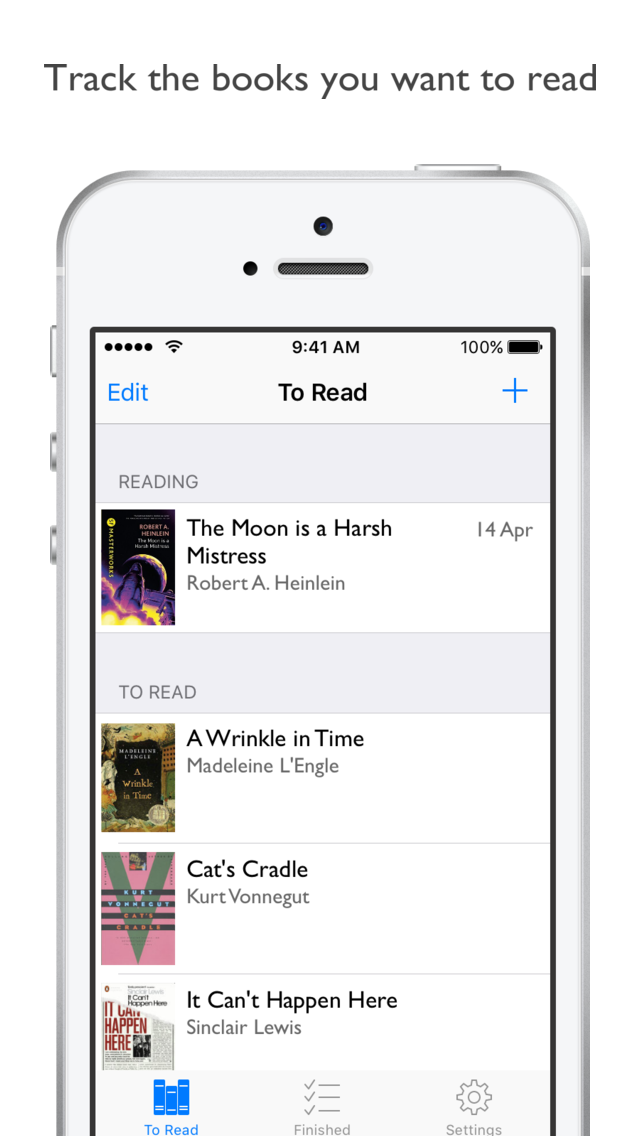 Track the books you want to read
9:41 AM
100%
Edit
To Read
READING
ROBERT A.
HEINLEIN
The Moon is a
Harsh Mistress
MASTERWORKS
The Moon is a Harsh
Mistress
14 Apr
Robert A. Heinlein
TO READ
MADELEINE
L'ENGLE
A
Wrinkle
in Time
A Wrinkle in Time
Madeleine L'Engle
KURT
VONNEGUT
CAT'S
CRADLE
Cat's Cradle
Kurt Vonnegut
Sinclair Lewis
It Can't
Happen Here
IT CAN'T
HAPPEN
HERE
It Can't Happen Here
Sinclair Lewis
To Read
Finished
Settings